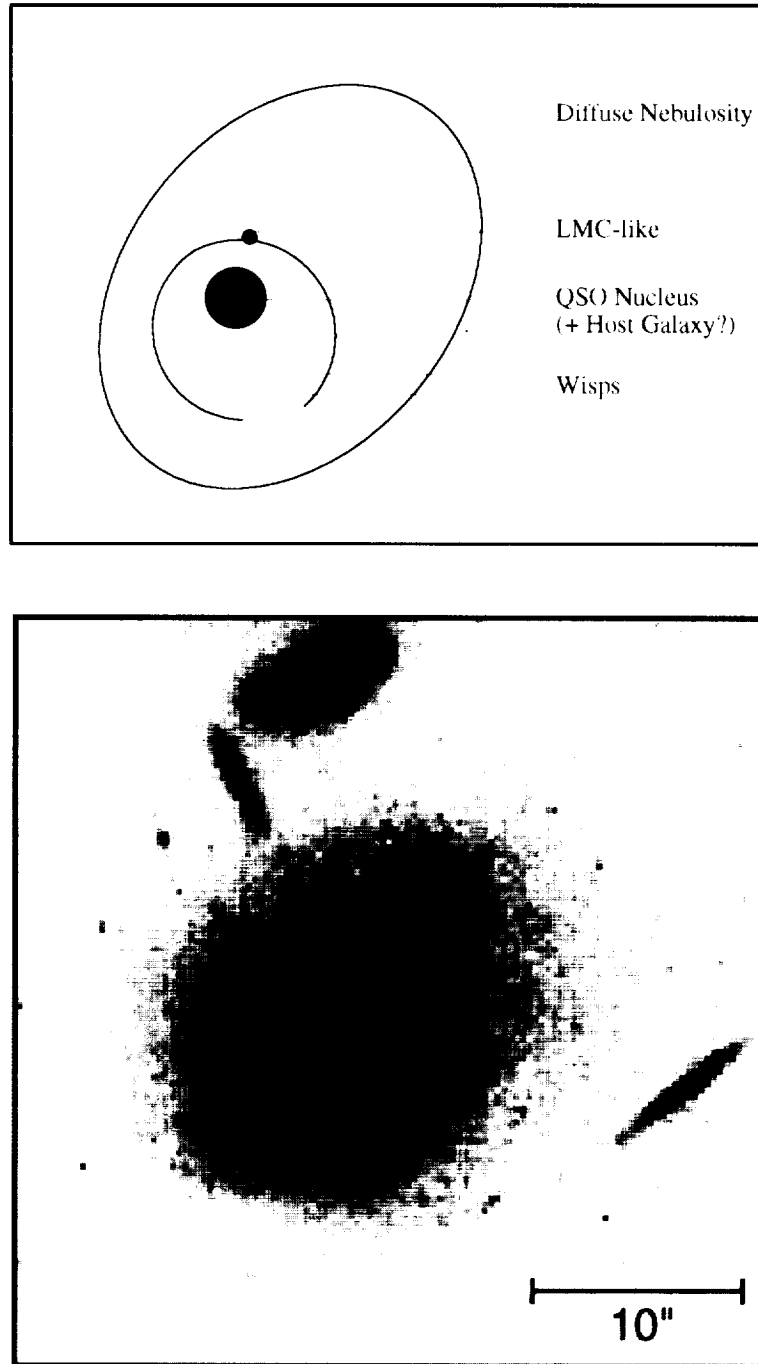 Diffuse Nebulosity
LMC-like
QSO Nucleus
(+ Host Galaxy?)
Wisps
10"